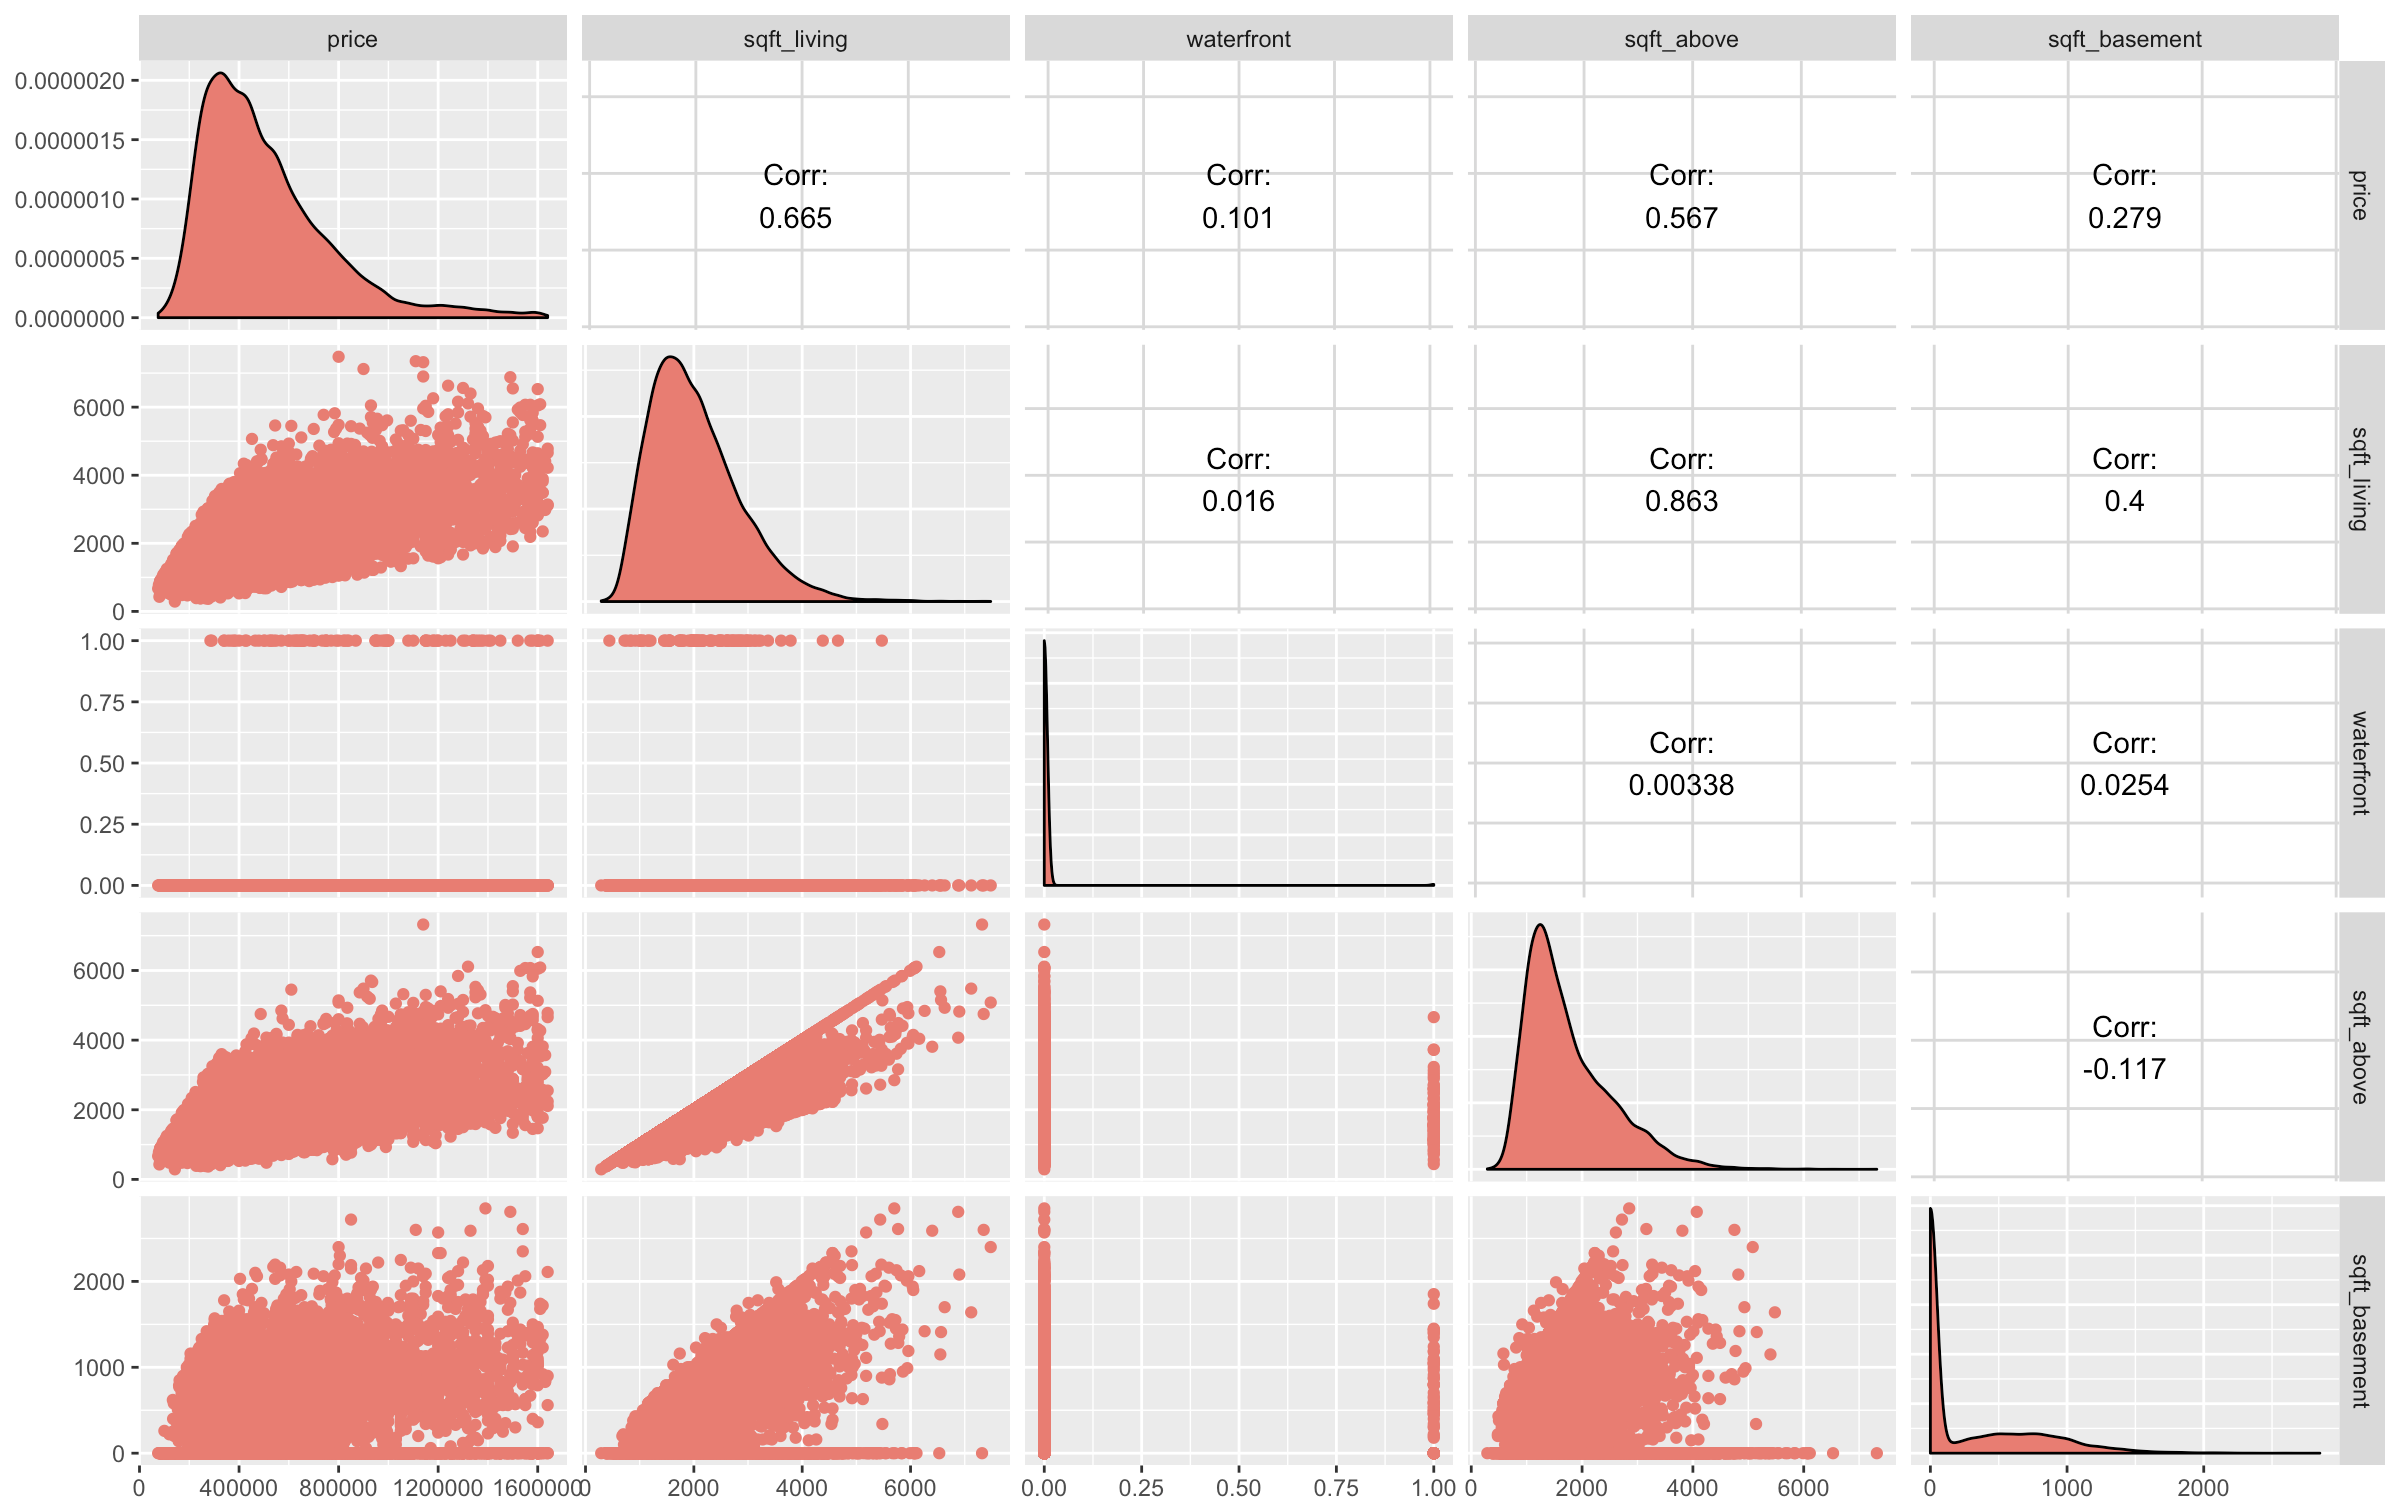 price sqft_living waterfront sqft_above sqft_basement
0.0000020
0.0000015
0.0000010
0.0000005
0.0000000
Corr:
0.665
Corr:
0.101
Corr:
0.567
Corr:
0.279
price
6000
4000
2000
0
Corr:
0.016
Corr:
0.863
Corr:
0.4
sqft_living
1.00
0.75
0.50
0.25
0.00
Corr:
0.00338
Corr:
0.0254
waterfront
6000
4000
2000
0
Corr:
-0.117
sqft_above
2000
1000
0
sqft_basement
0 400000 800000 1200000 1600000
0 2000 4000 6000
0.00 0.25 0.50 0.75 1.00
0 2000 4000 6000
0 1000 2000